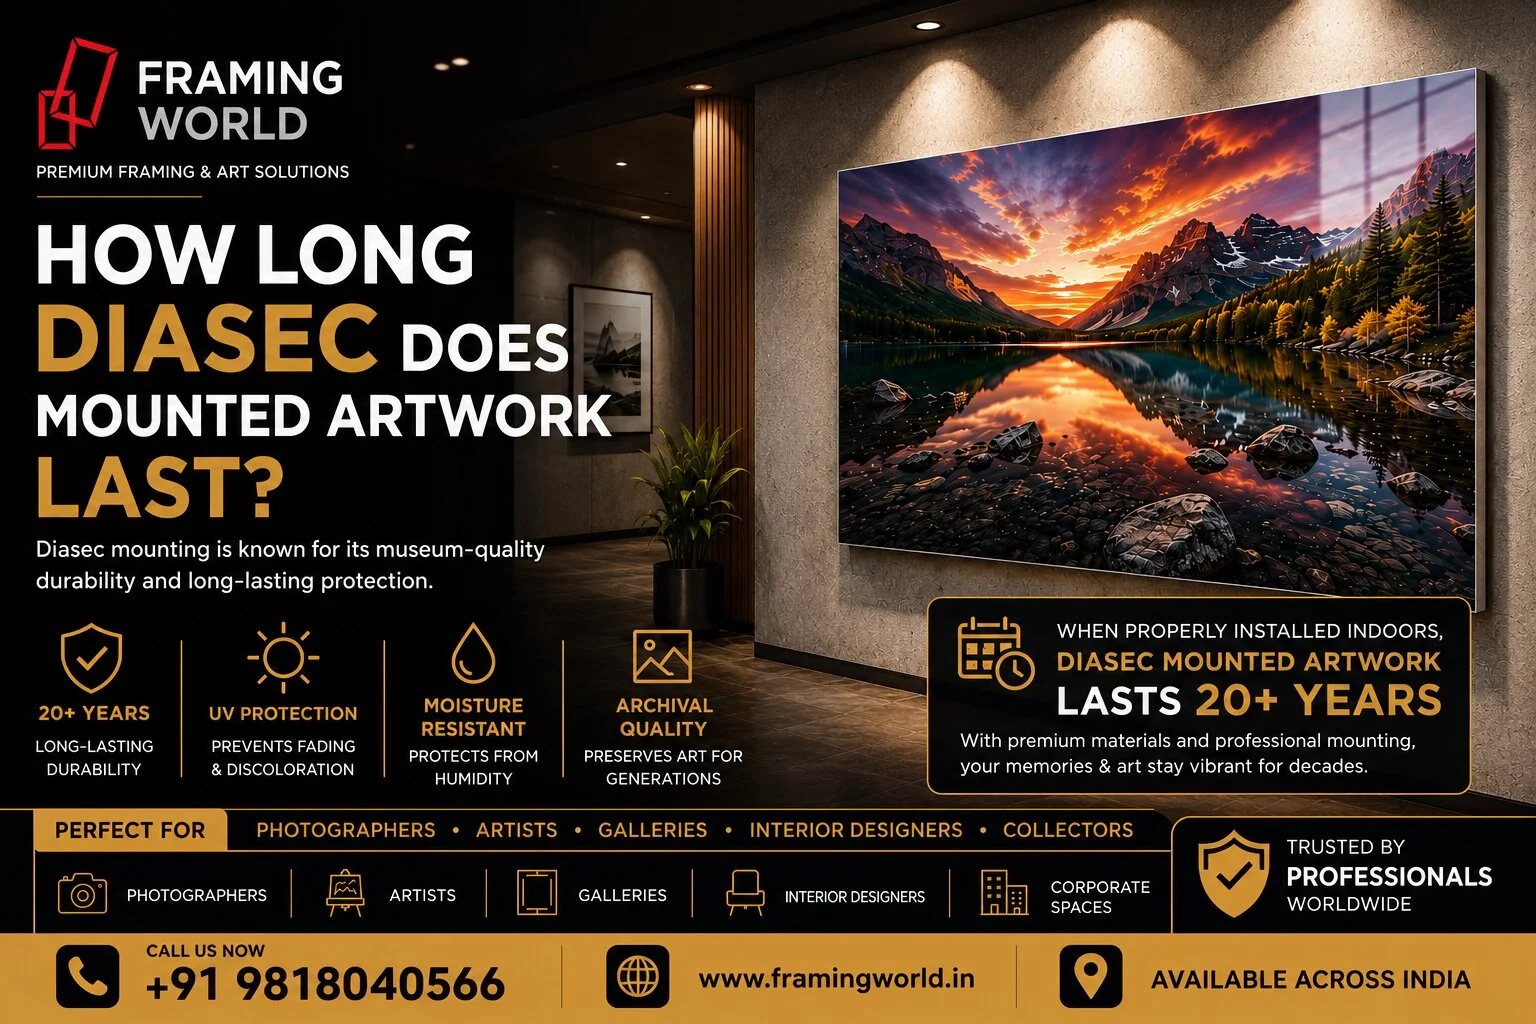 FRAMING
WORLD
PREMIUM FRAMING & ART SOLUTIONS
HOW LONG
DIASEC DOES
MOUNTED ARTWORK
LAST?
Diasec mounting is known for its museum-quality
durability and long-lasting protection.
20+ YEARS
LONG-LASTING
DURABILITY
UV PROTECTION
PREVENTS FADING
& DISCOLORATION
MOISTURE
RESISTANT
PROTECTS FROM
HUMIDITY
ARCHIVAL
QUALITY
PRESERVES ART FOR
GENERATIONS
WHEN PROPERLY INSTALLED INDOORS,
DIASEC MOUNTED ARTWORK
LASTS 20+ YEARS
With premium materials and professional mounting,
your memories & art stay vibrant for decades.
PERFECT FOR
PHOTOGRAPHERS • ARTISTS • GALLERIES • INTERIOR DESIGNERS • COLLECTORS
PHOTOGRAPHERS
ARTISTS
GALLERIES
INTERIOR DESIGNERS
CORPORATE
SPACES
TRUSTED BY
PROFESSIONALS
WORLDWIDE
CALL US NOW
+91 9818040566
www.framingworld.in
AVAILABLE ACROSS INDIA